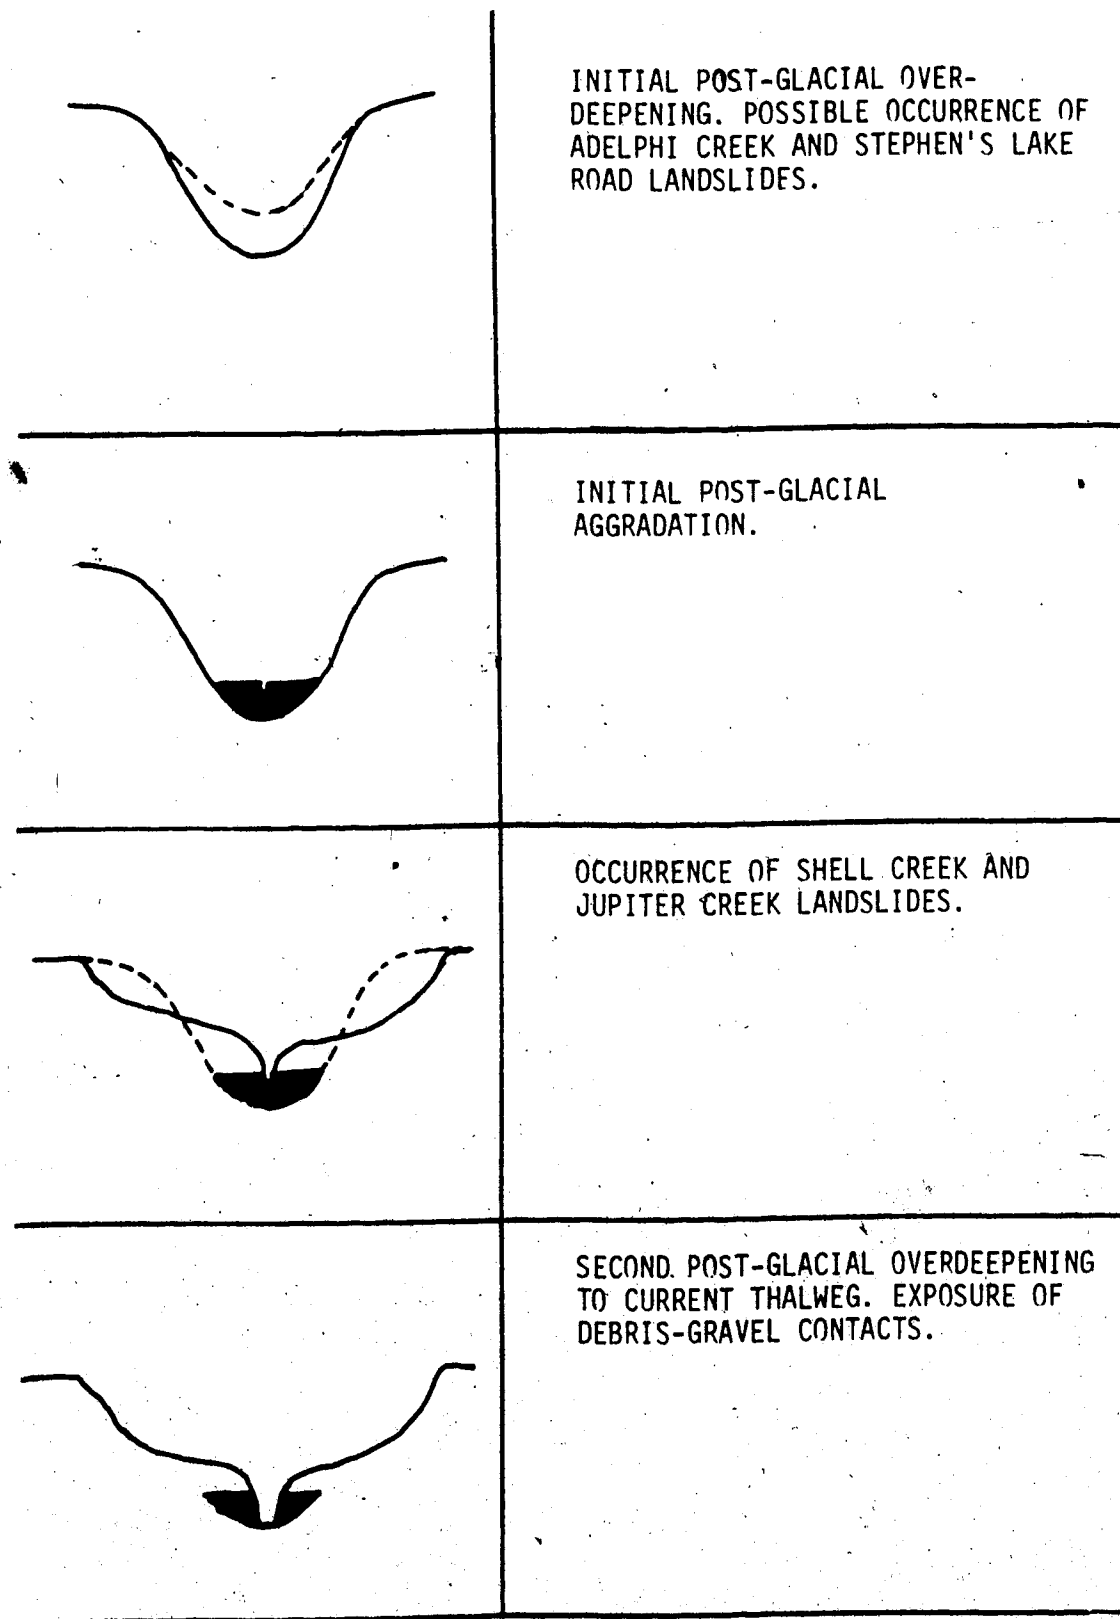 INITIAL POST-GLACIAL OVER-
DEEPENING. POSSIBLE OCCURRENCE OF
ADELPHI CREEK AND STEPHEN'S LAKE
ROAD LANDSLIDES.
INITIAL POST-GLACIAL
AGGRADATION.
OCCURRENCE OF SHELL CREEK AND
JUPITER CREEK LANDSLIDES.
SECOND. POST-GLACIAL OVERDEEPENING
TO CURRENT THALWEG. EXPOSURE OF
DEBRIS-GRAVEL CONTACTS.